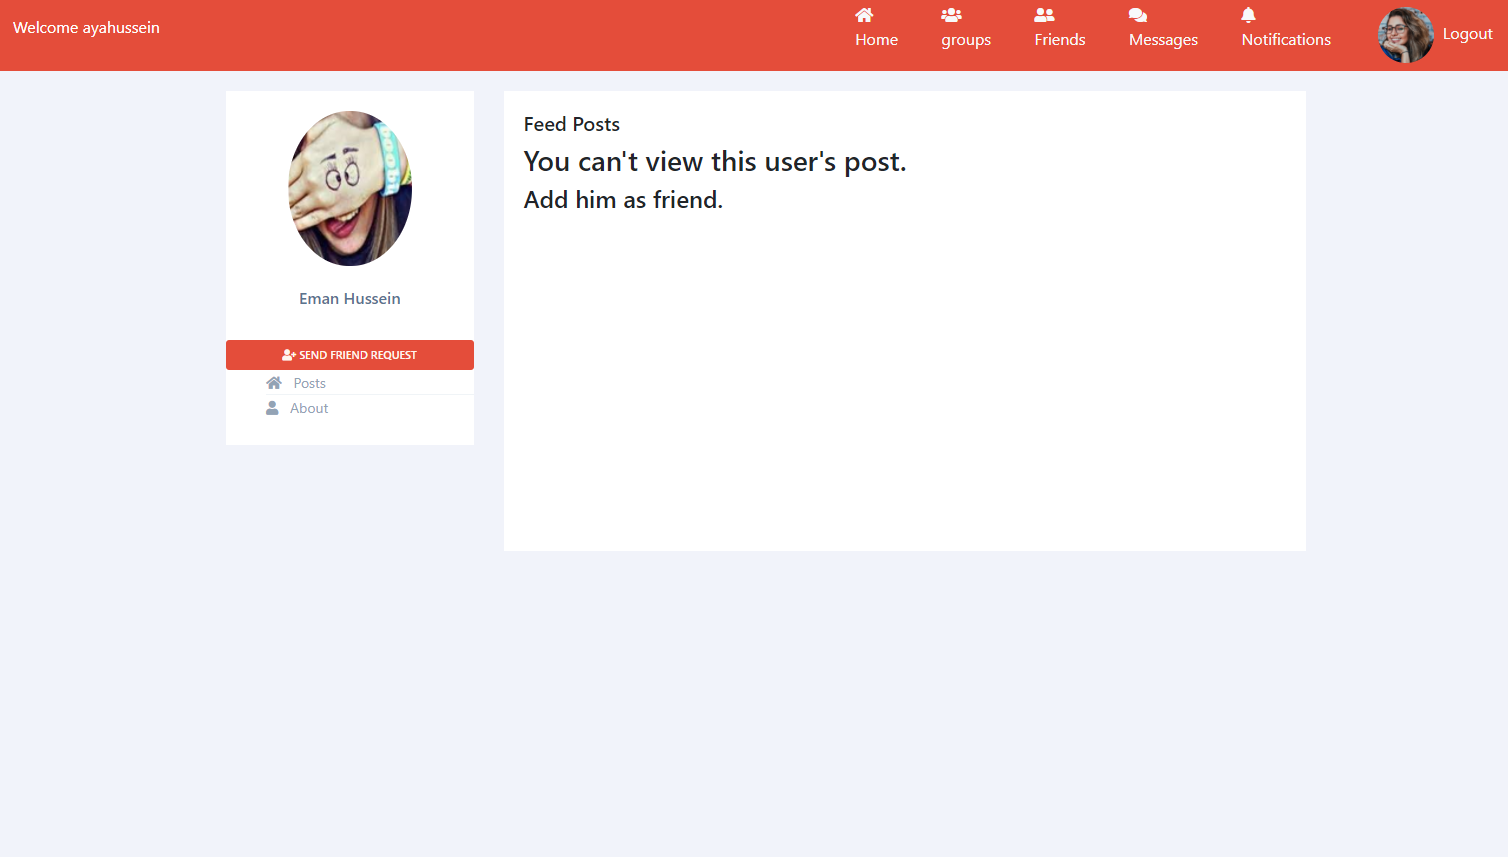 Welcome ayahussein
Home
groups
Friends
Messages
Notifications
Logout
Eman Hussein
SEND FRIEND REQUEST
Posts
About
Feed Posts
You can't view this user's post.
Add him as friend.